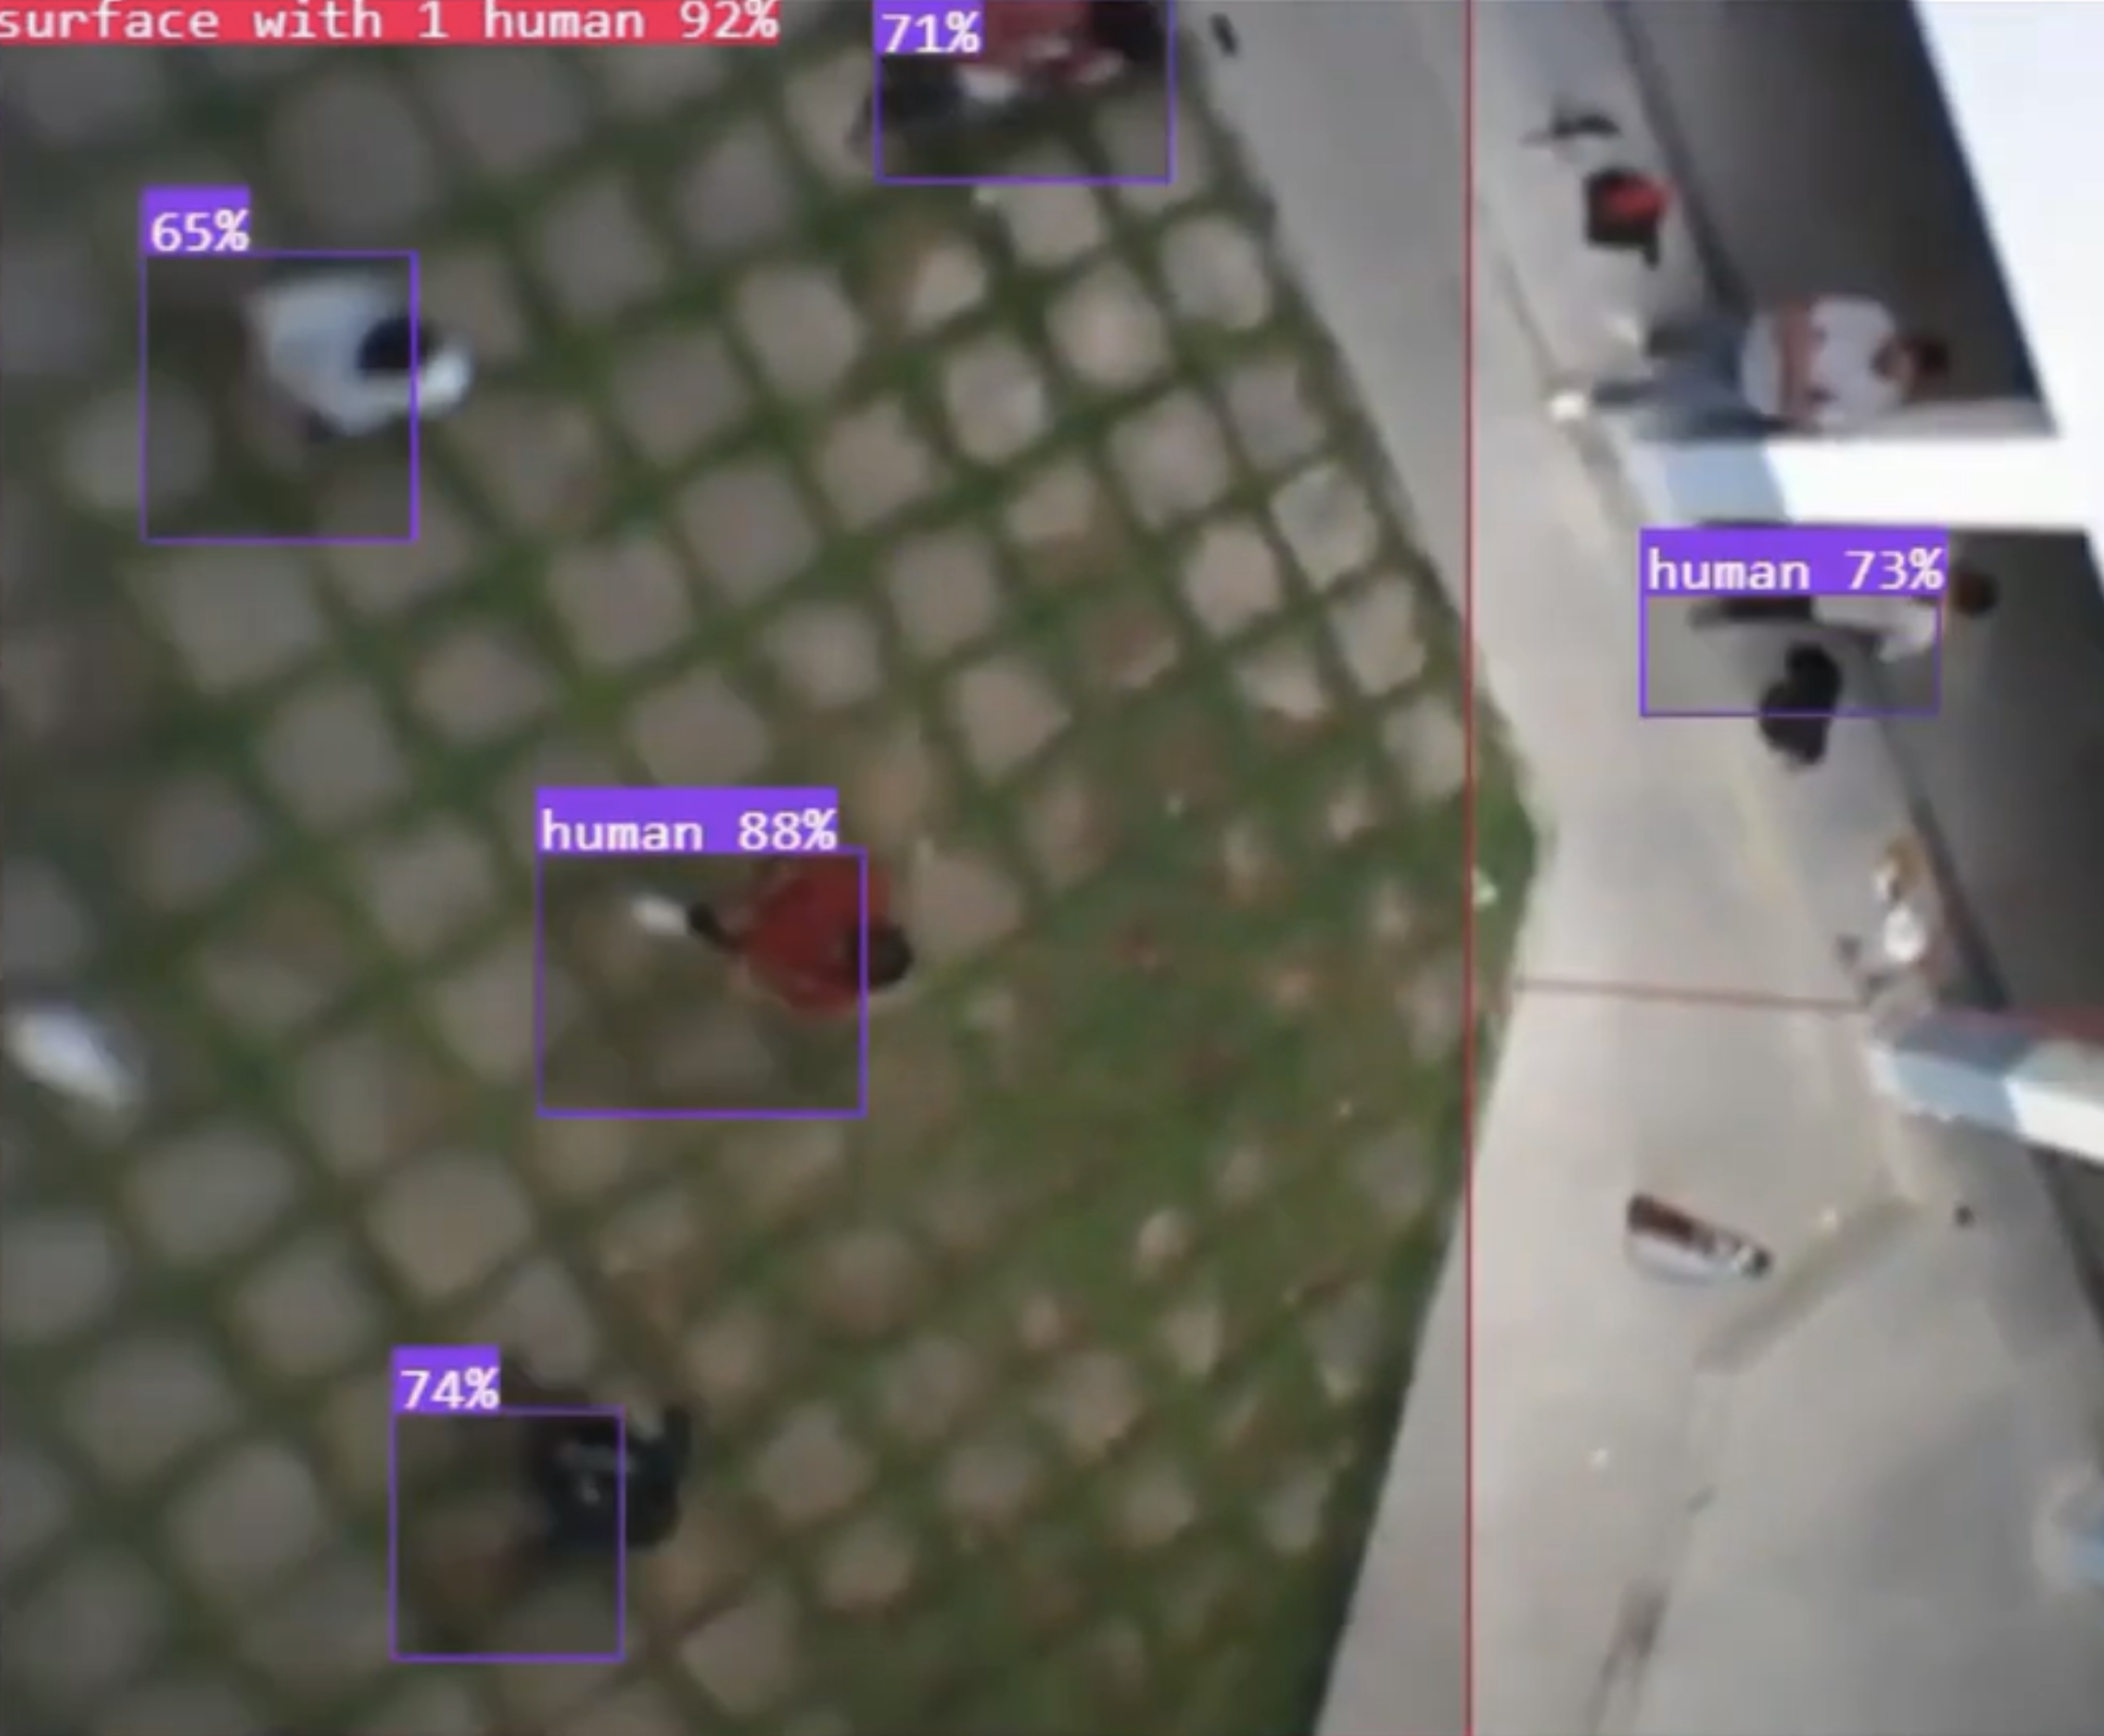 surface with 1 human 92%
71%
65%
human 73%
human 88%
74%